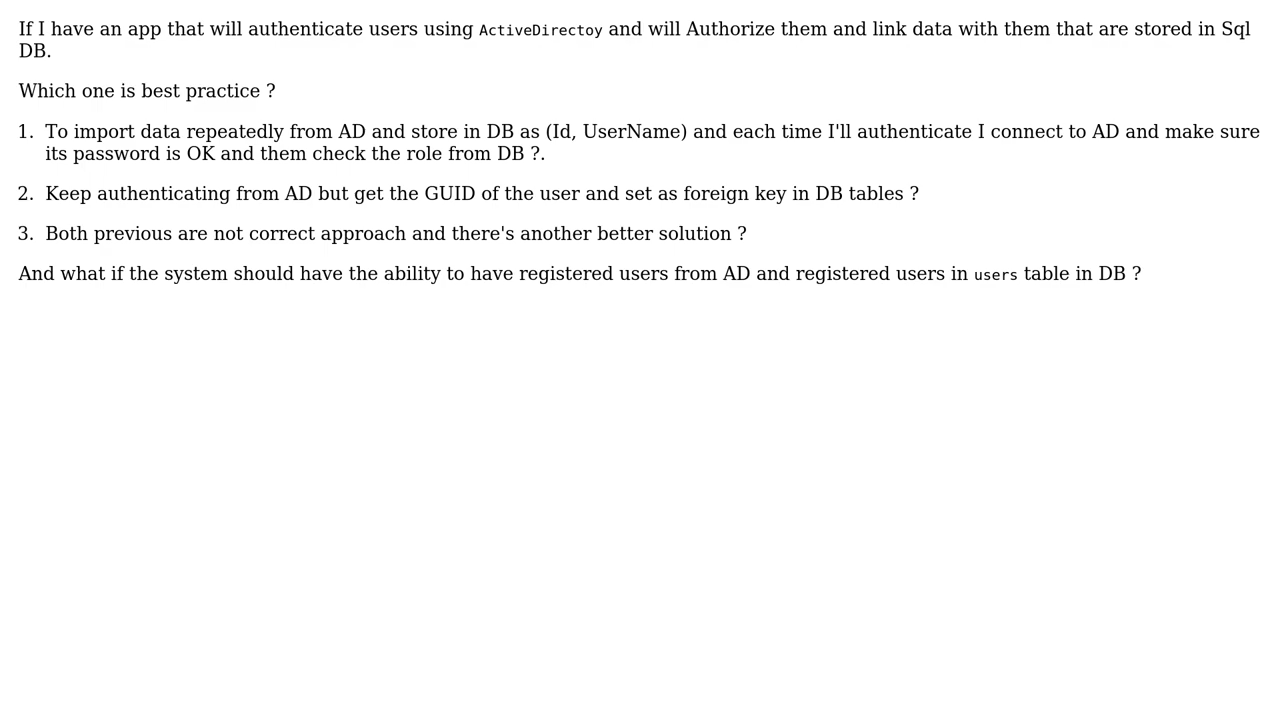 If I have an app that will authenticate users using ActiveDirectoy and will Authorize them and link data with them that are stored in Sql
DB.
Which one is best practice ?
1. To import data repeatedly from AD and store in DB as (Id, UserName) and each time I'll authenticate I connect to AD and make sure
its password is OK and them check the role from DB ?.
2. Keep authenticating from AD but get the GUID of the user and set as foreign key in DB tables ?
3. Both previous are not correct approach and there's another better solution ?
And what if the system should have the ability to have registered users from AD and registered users in users table in DB ?